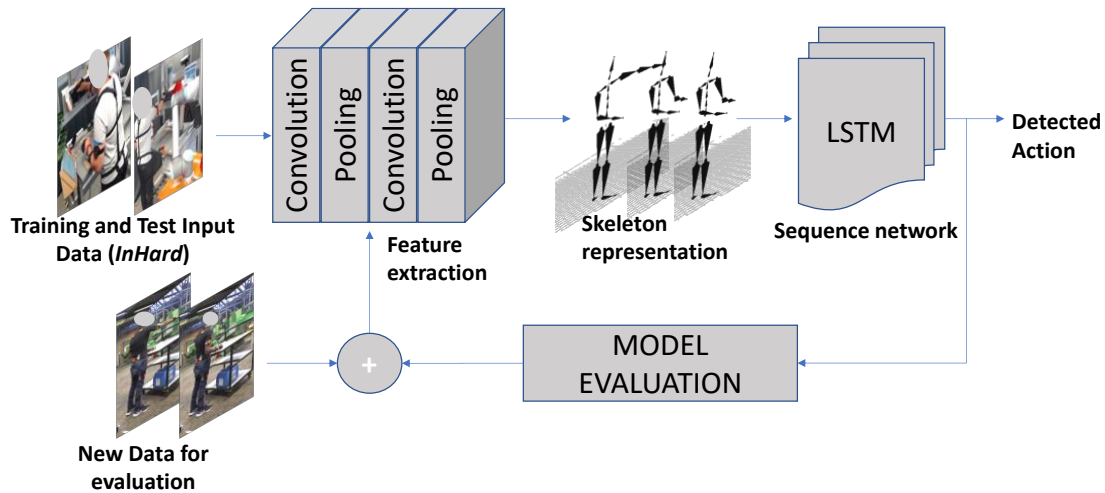 Convolution
Pooling
Convolution
Pooling
LSTM
Detected
Action
Training and Test Input
Data (InHard)
Feature
extraction
Skeleton
representation
Sequence network
+
MODEL
EVALUATION
New Data for
evaluation